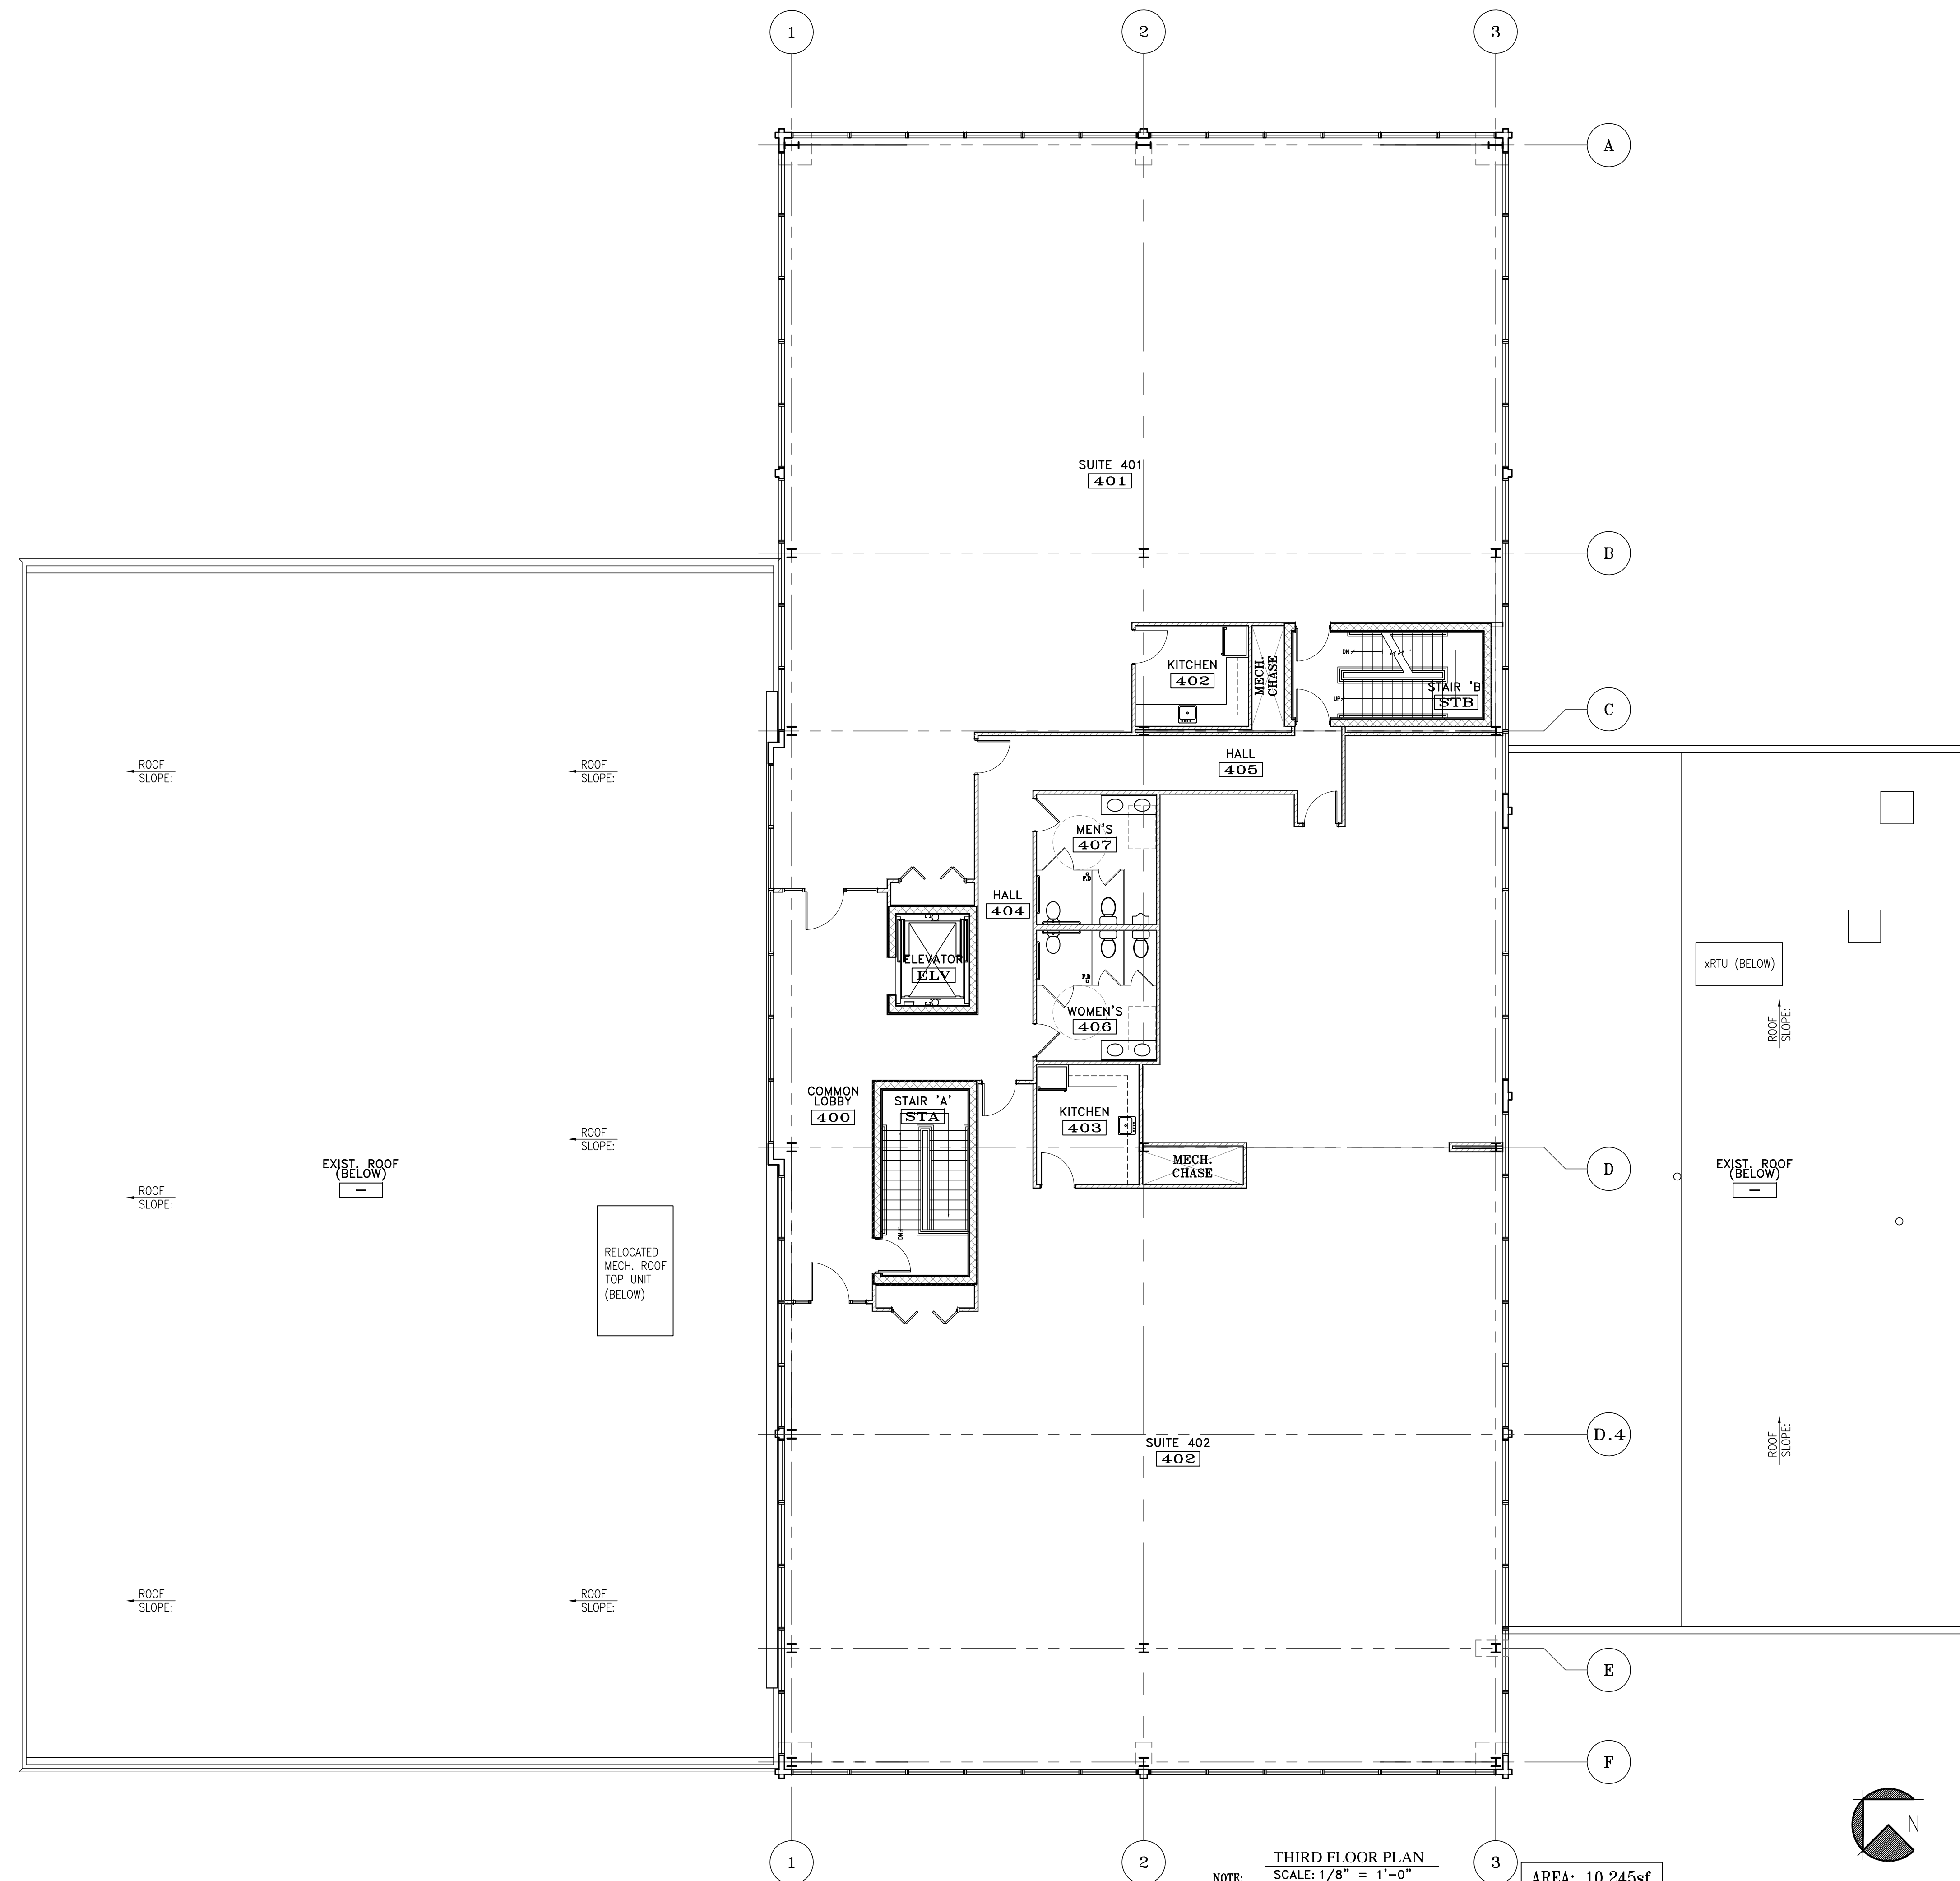 1
2
3
A
SUITE 401
401
B
KITCHEN
402
MECH.
CHASE
DN
UP
STAIR 'B
STB
C
HALL
405
ROOF
SLOPE:
ROOF
SLOPE:
MEN'S
407
F.D
HALL
404
ELEVATOR
ELV
F.D
WOMEN'S
406
xRTU (BELOW)
ROOF
SLOPE:
COMMON
LOBBY
400
STAIR 'A'
STA
DN
KITCHEN
403
MECH.
CHASE
D
ROOF
SLOPE:
EXIST. ROOF
(BELOW)
—
ROOF
SLOPE:
EXIST. ROOF
(BELOW)
—
RELOCATED
MECH. ROOF
TOP UNIT
(BELOW)
D.4
SUITE 402
402
ROOF
SLOPE:
ROOF
SLOPE:
ROOF
SLOPE:
E
F
N
1
2
3
THIRD FLOOR PLAN
SCALE: 1/8" = 1'-0"
NOTE:
AREA: 10,245sf